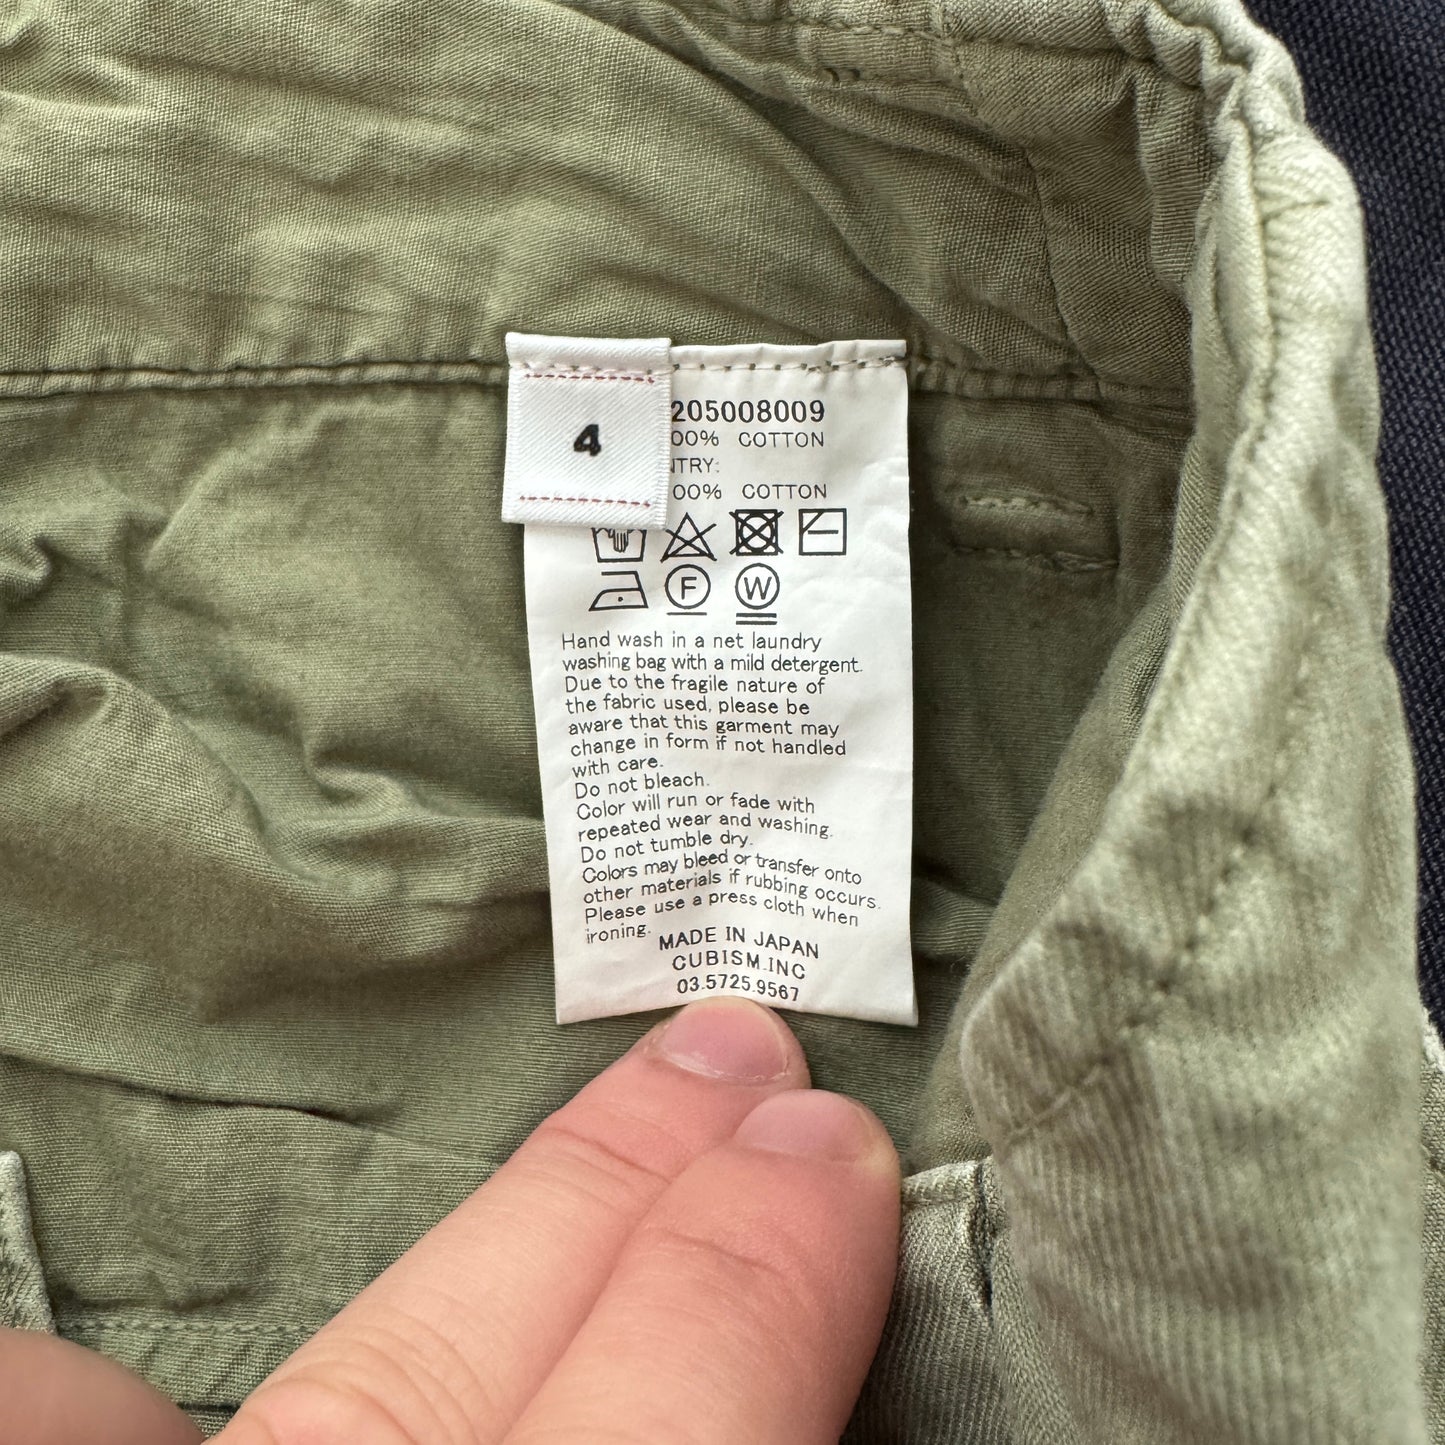 4
205008009
00% COTTON
NTRY:
00% COTTON
F
W
Hand wash in a net laundry
washing bag with a mild detergent.
Due to the fragile nature of
the fabric used, please be
aware that this garment may
change in form if not handled
with care.
Do not bleach.
Color will run or fade with
repeated wear and washing.
Do not tumble dry.
Colors may bleed or transfer onto
other materials if rubbing occurs.
Please use a press cloth when
ironing.
MADE IN JAPAN
CUBISM.INC
03.5725.9567